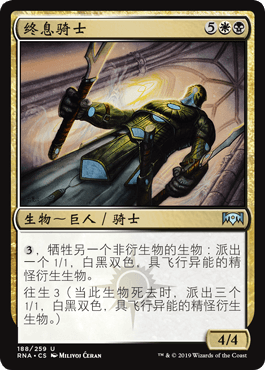 终息骑士 5
生物～巨人 / 骑士
3，牺牲另一个非衍生物的生物：派出
一个1/1，白黑双色，具飞行异能的精
怪衍生生物。
往生3（当此生物死去时，派出三个
1/1，白黑双色，具飞行异能的精怪衍
生生物。）
4/4
188/259 U
RNA • CS MILIVOJ ĆERAN
™ & © 2019 Wizards of the Coast